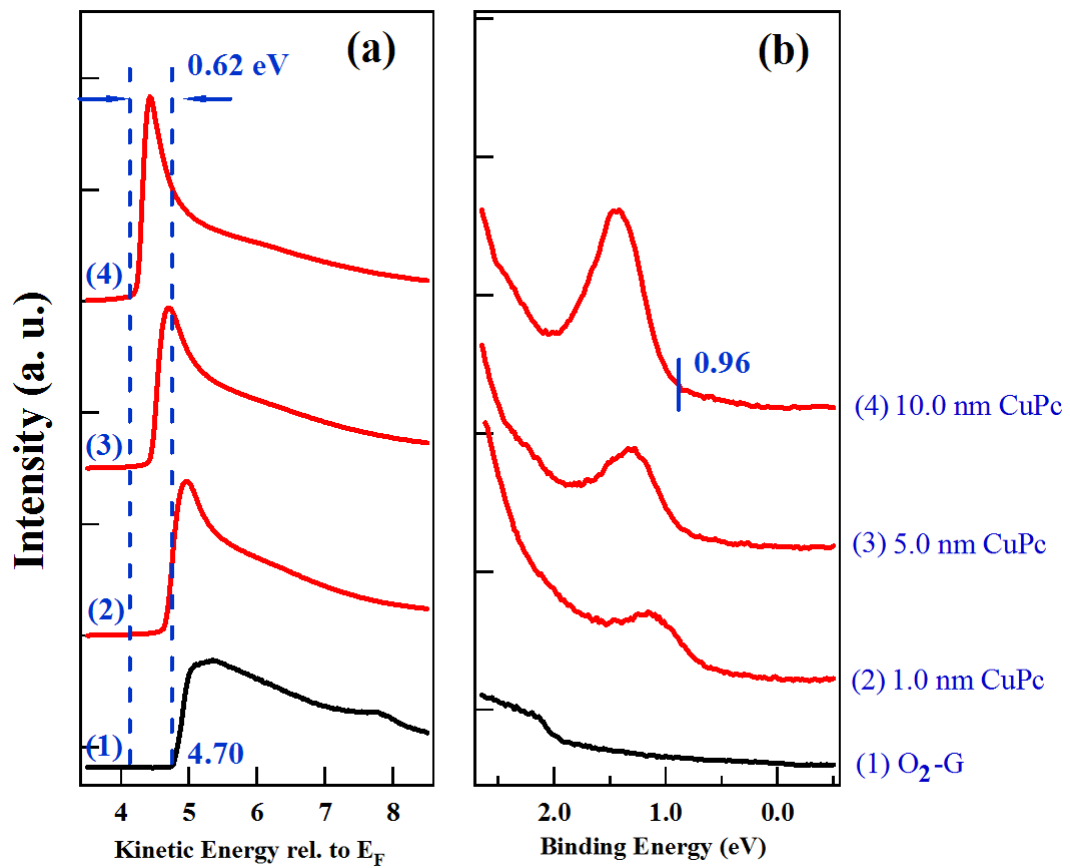 Intensity (a. u.)
(a)
0.62 eV
(4)
(3)
(2)
(1)
4.70
4 5 6 7 8
Kinetic Energy rel. to E_F
(b)
0.96
2.0 1.0 0.0
Binding Energy (eV)
(4) 10.0 nm CuPc
(3) 5.0 nm CuPc
(2) 1.0 nm CuPc
(1) O₂-G